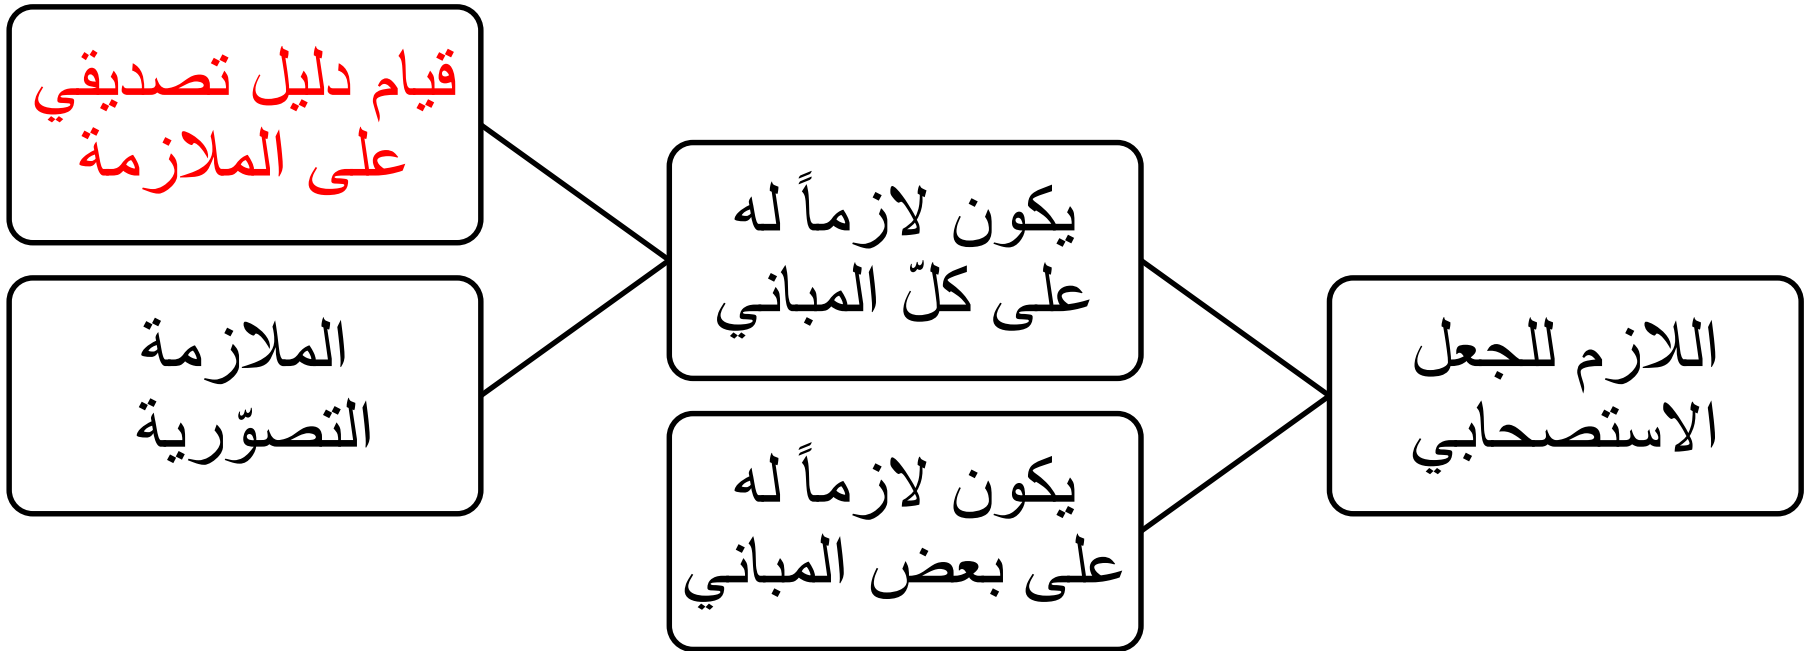 اللازم للجعل
الاستصحابي
يكون لازماً له
على كلّ المباني
يكون لازماً له
على بعض المباني
قيام دليل تصديقي
على الملازمة
الملازمة
التصوّرية